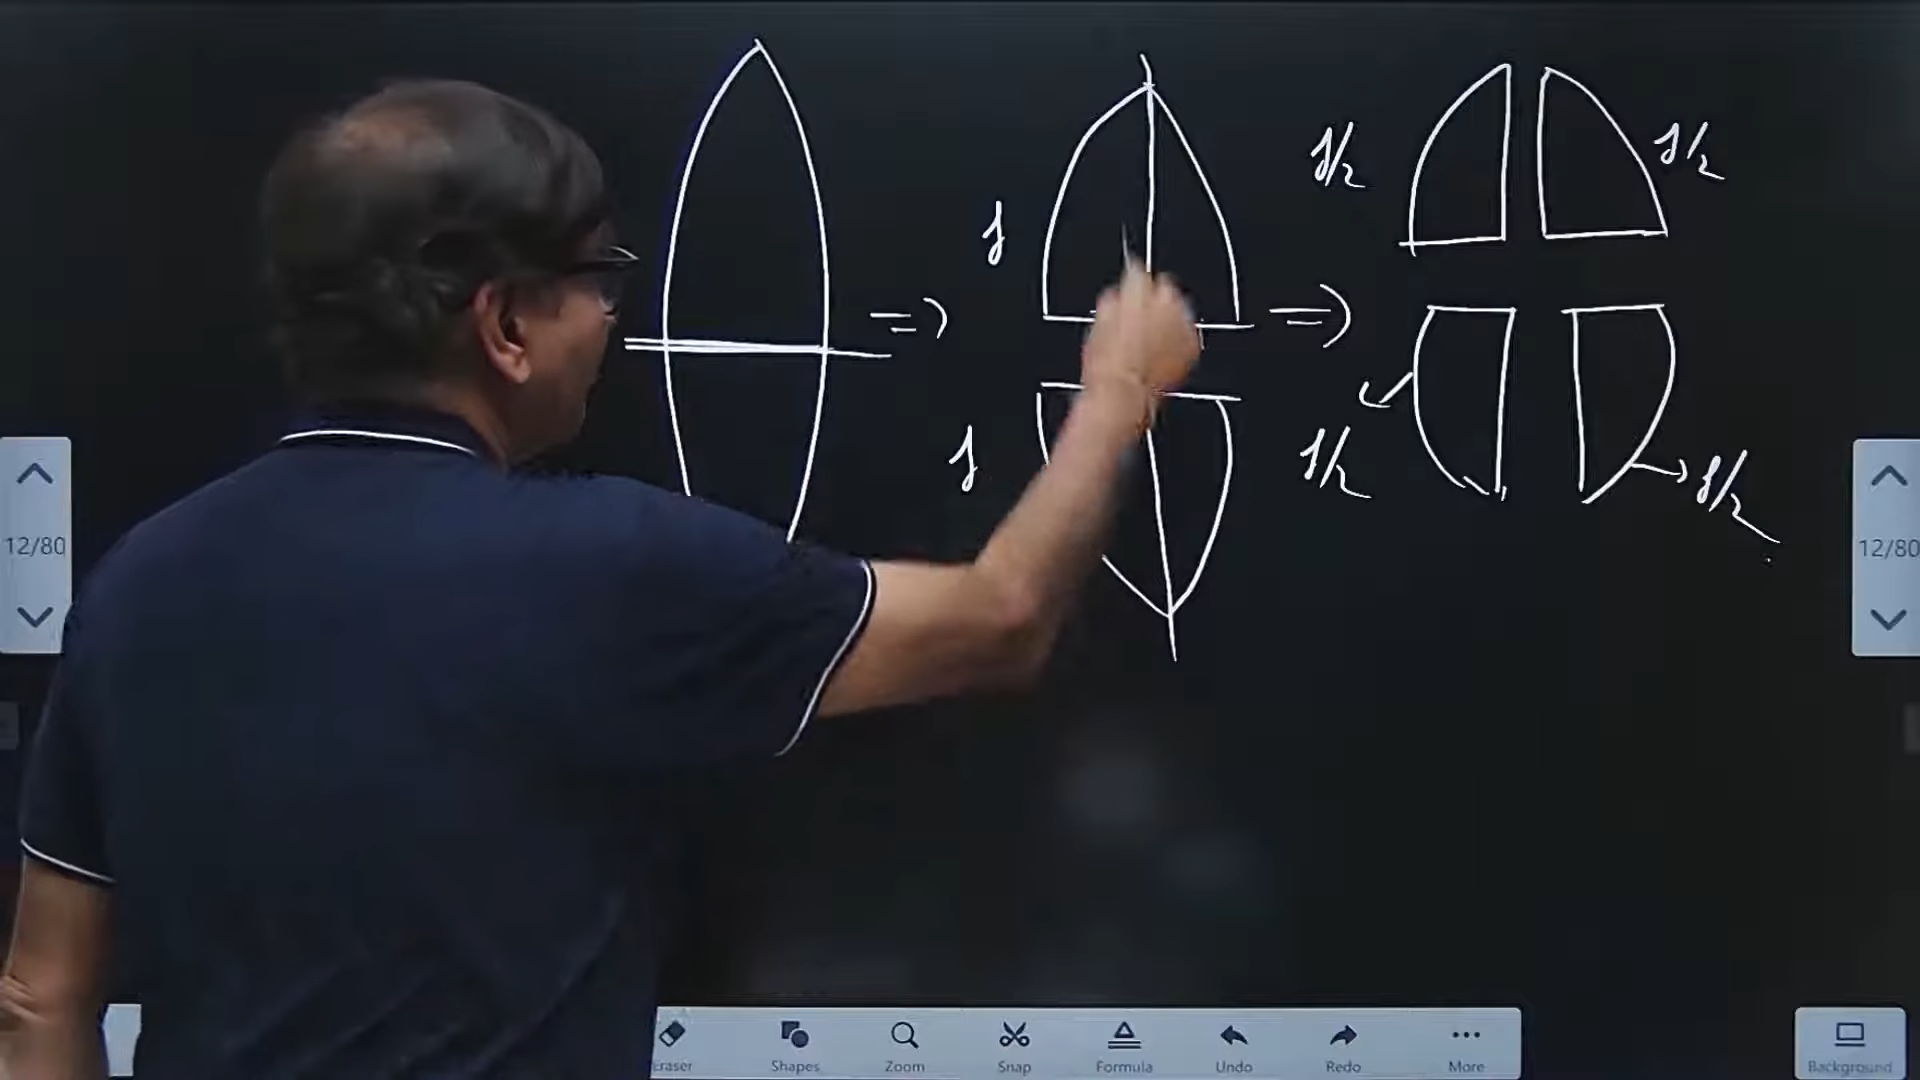 f
f/2
f/2
f
f/2
f/2
12/80
12/80
Eraser
Shapes
Zoom
Snap
Formula
Undo
Redo
More
Background